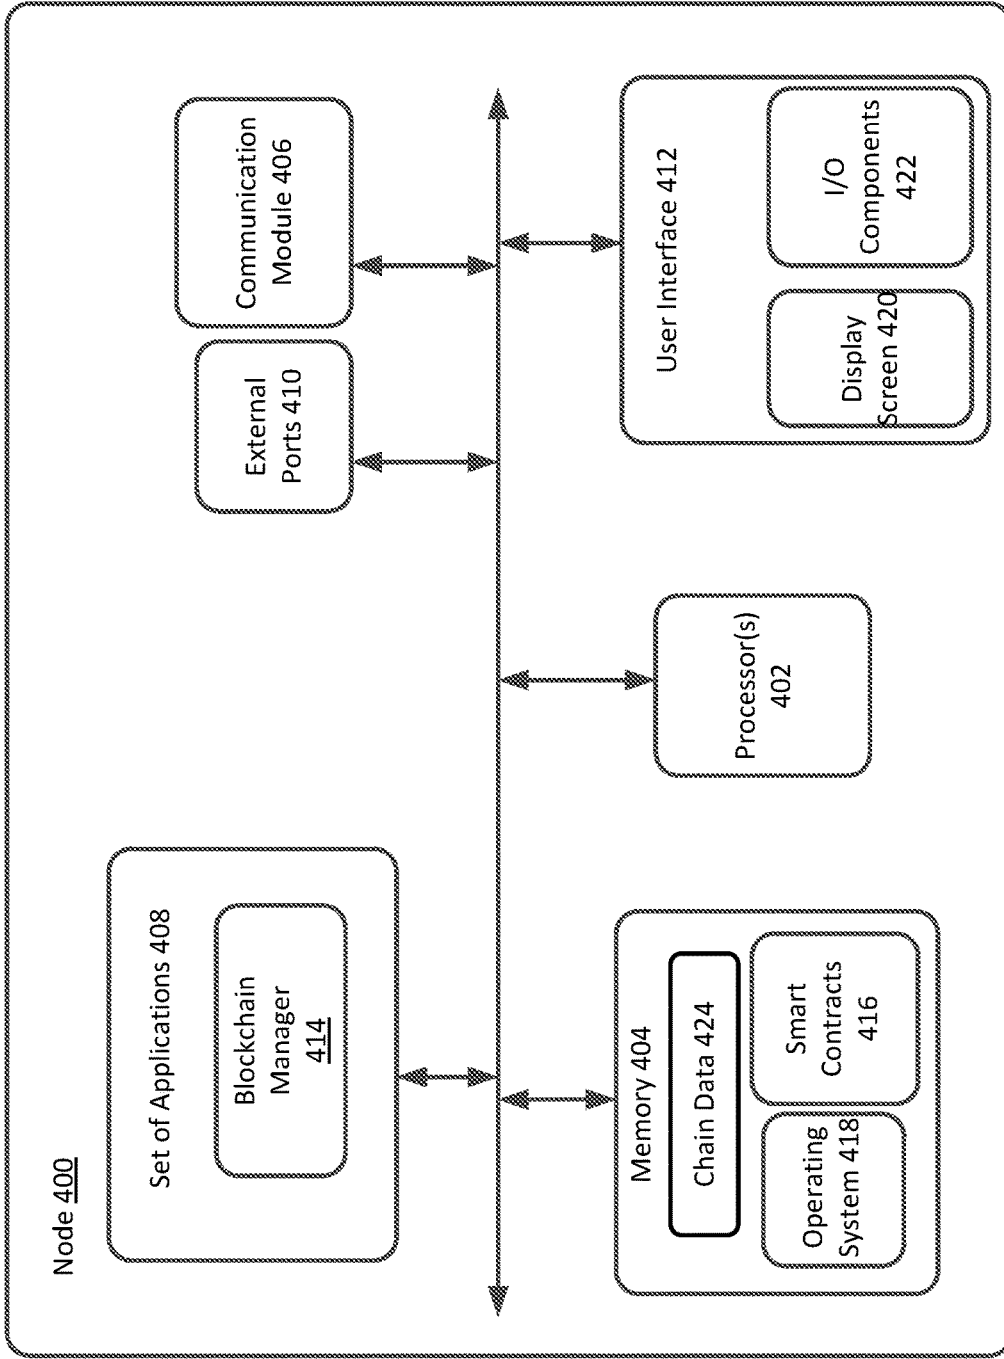 Node 400
Set of Applications 408
Blockchain
Manager
414
External
Ports 410
Communication
Module 406
Memory 404
Chain Data 424
Operating
System 418
Smart
Contracts
416
Processor(s)
402
User Interface 412
Display
Screen 420
I/O
Components
422